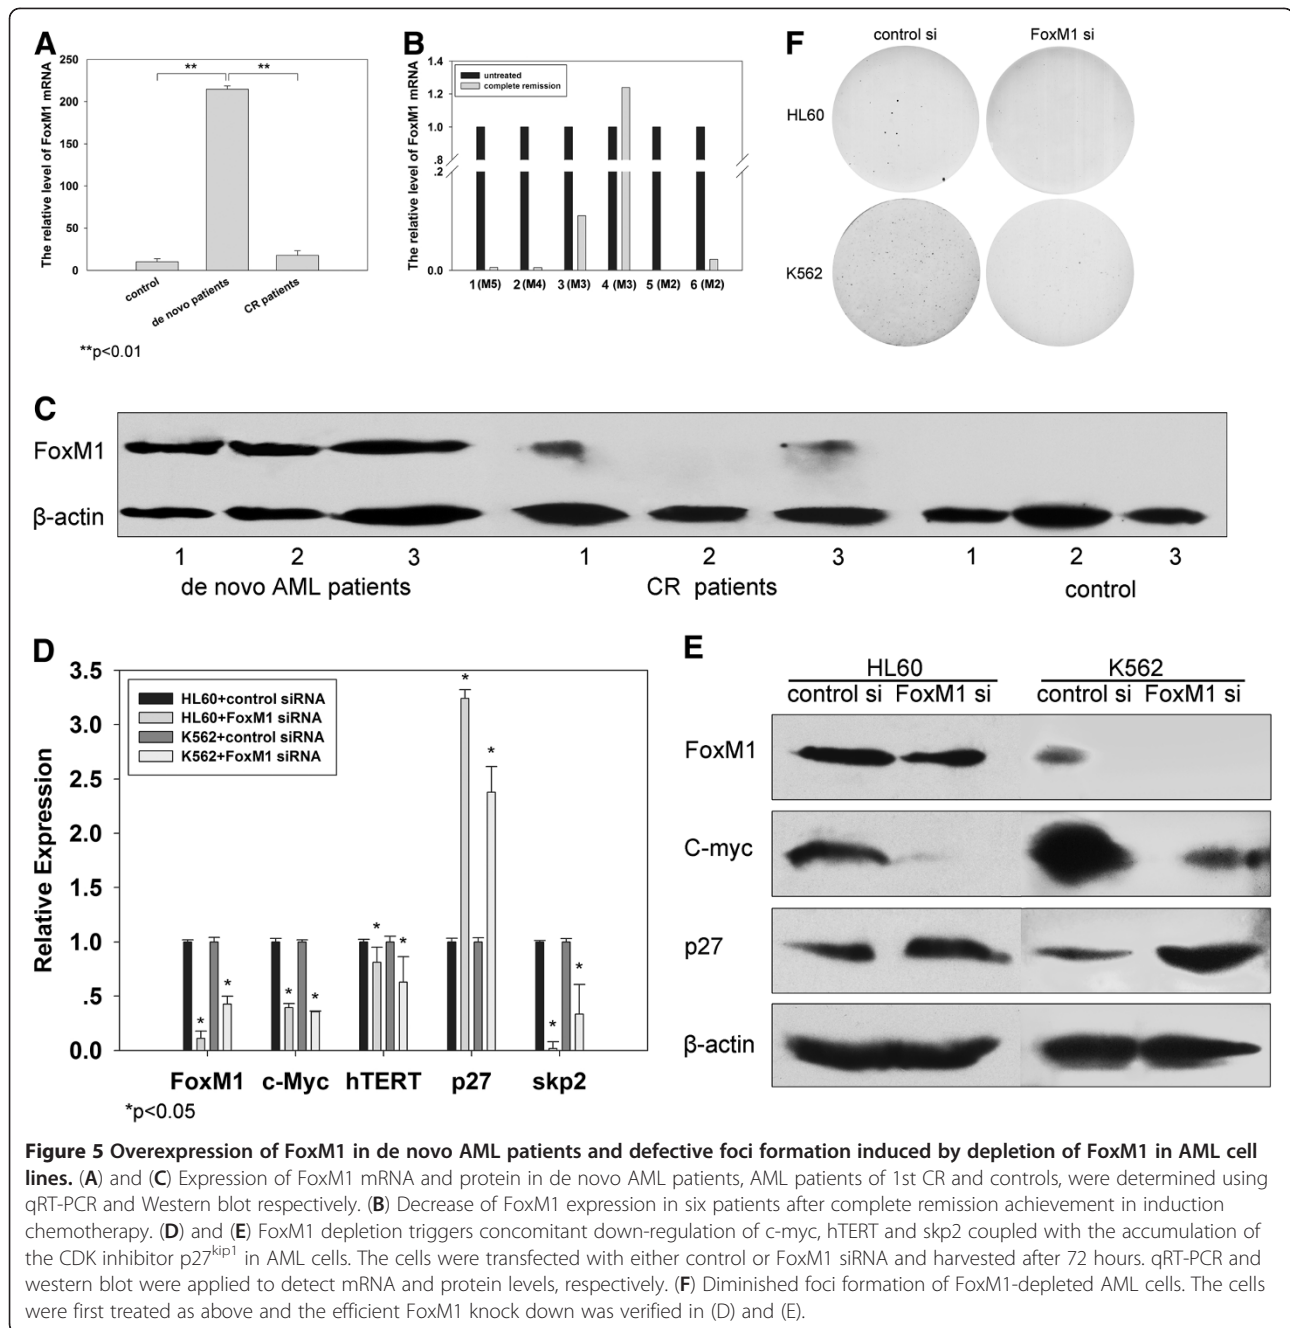 A
The relative level of FoxM1 mRNA
250
200
150
100
50
0
**
**
control
de novo patients
CR patients
**p<0.01
B
The relative level of FoxM1 mRNA
1.4
1.2
1.0
.8
.2
0.0
untreated
complete remission
1 (M5) 2 (M4) 3 (M3) 4 (M3) 5 (M2) 6 (M2)
F
control si FoxM1 si
HL60
K562
C
FoxM1
β-actin
1 2 3 1 2 3 1 2 3
de novo AML patients CR patients control
D
Relative Expression
3.5
3.0
2.5
2.0
1.5
1.0
.5
0.0
HL60+control siRNA
HL60+FoxM1 siRNA
K562+control siRNA
K562+FoxM1 siRNA
* * * * * * * * * *
FoxM1 c-Myc hTERT p27 skp2
*p<0.05
E
HL60 K562
control si FoxM1 si control si FoxM1 si
FoxM1
C-myc
p27
β-actin
Figure 5 Overexpression of FoxM1 in de novo AML patients and defective foci formation induced by depletion of FoxM1 in AML cell
lines. (A) and (C) Expression of FoxM1 mRNA and protein in de novo AML patients, AML patients of 1st CR and controls, were determined using
qRT-PCR and Western blot respectively. (B) Decrease of FoxM1 expression in six patients after complete remission achievement in induction
chemotherapy. (D) and (E) FoxM1 depletion triggers concomitant down-regulation of c-myc, hTERT and skp2 coupled with the accumulation of
the CDK inhibitor p27kip1 in AML cells. The cells were transfected with either control or FoxM1 siRNA and harvested after 72 hours. qRT-PCR and
western blot were applied to detect mRNA and protein levels, respectively. (F) Diminished foci formation of FoxM1-depleted AML cells. The cells
were first treated as above and the efficient FoxM1 knock down was verified in (D) and (E).